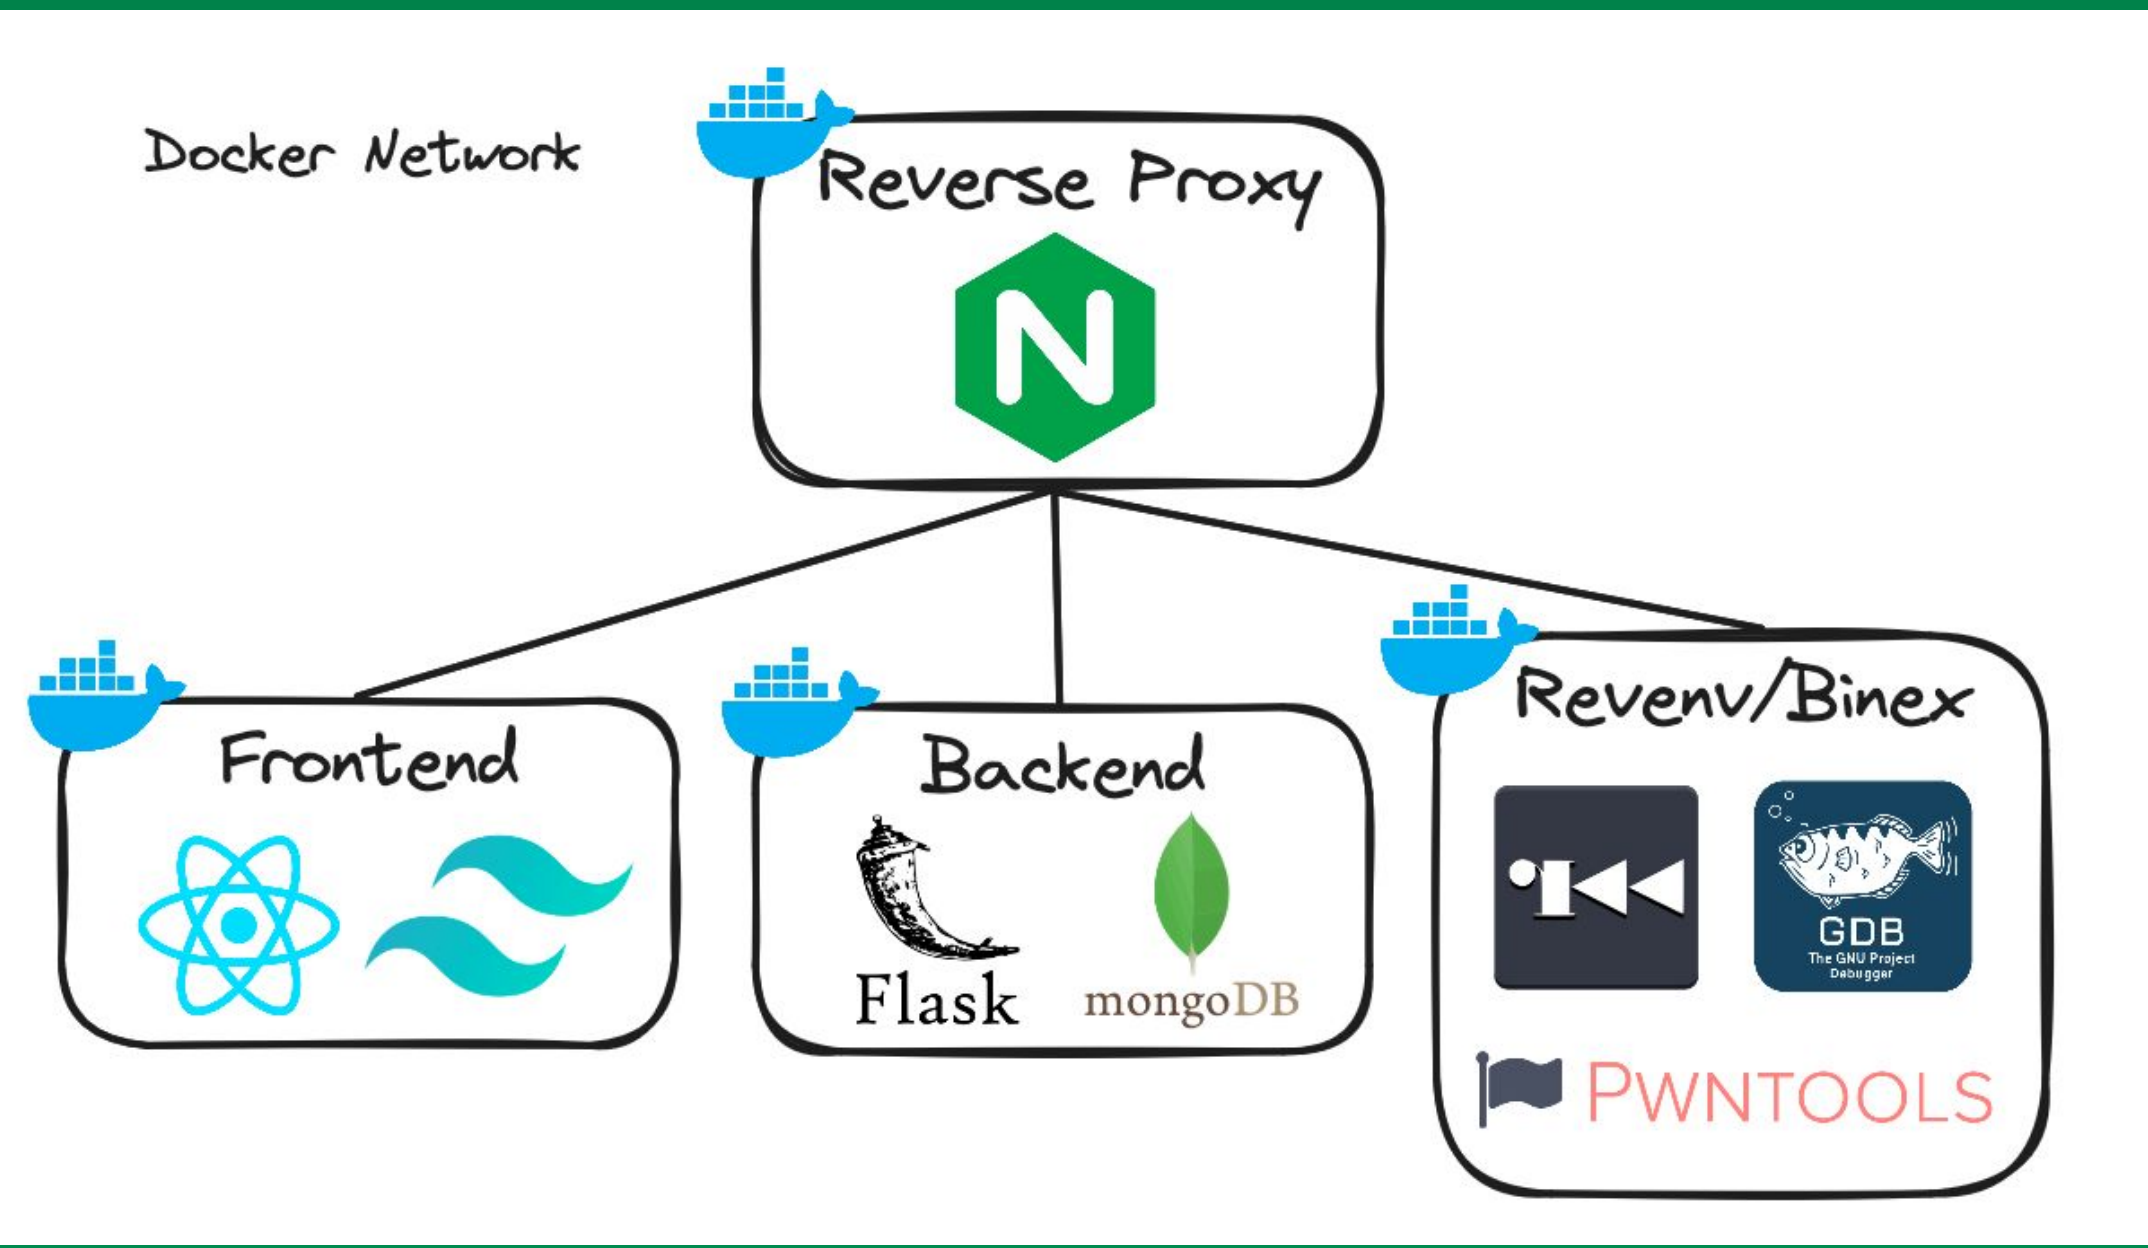 Docker Network
Reverse Proxy
N
Frontend
Backend
Flask
mongoDB
Revenv/Binex
GDB
The GNU Project
Debugger
PWNTOOLS